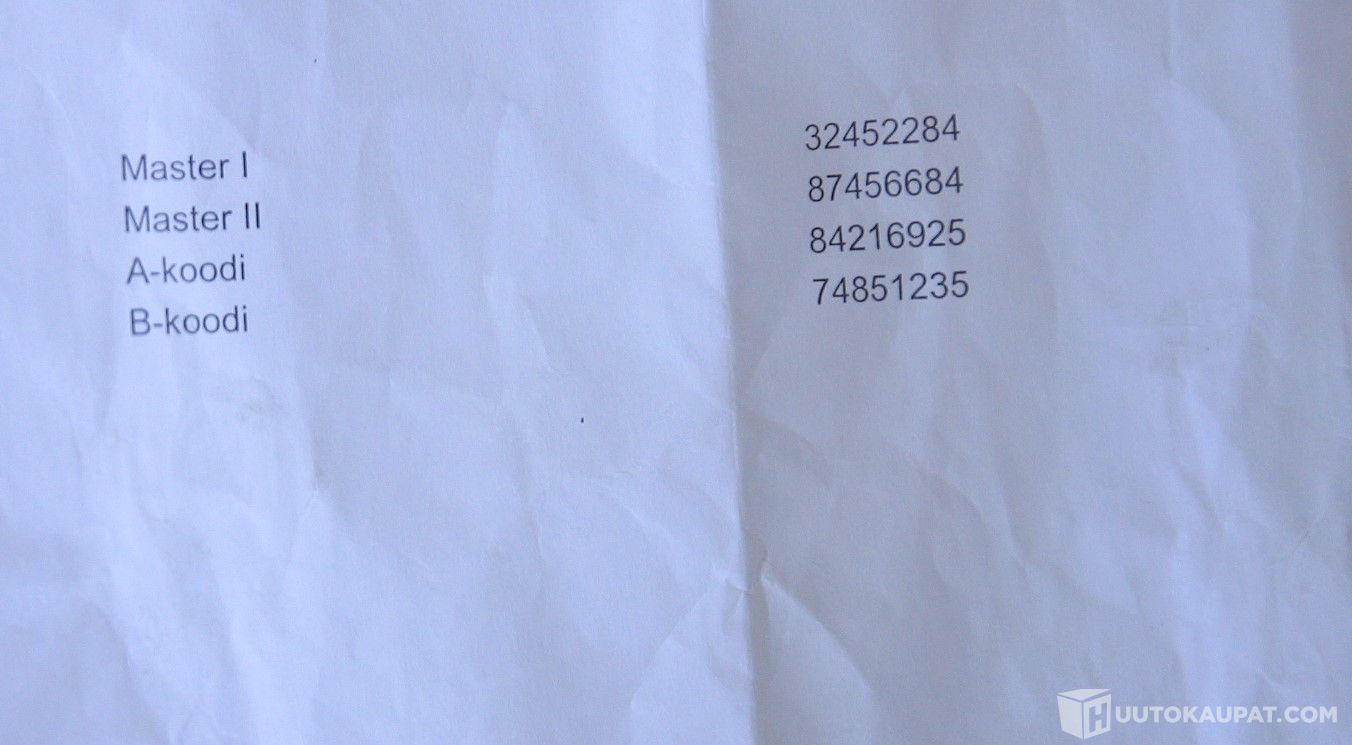 Master I 32452284
Master II 87456684
A-koodi 84216925
B-koodi 74851235
HUUTOKAUPAT.COM